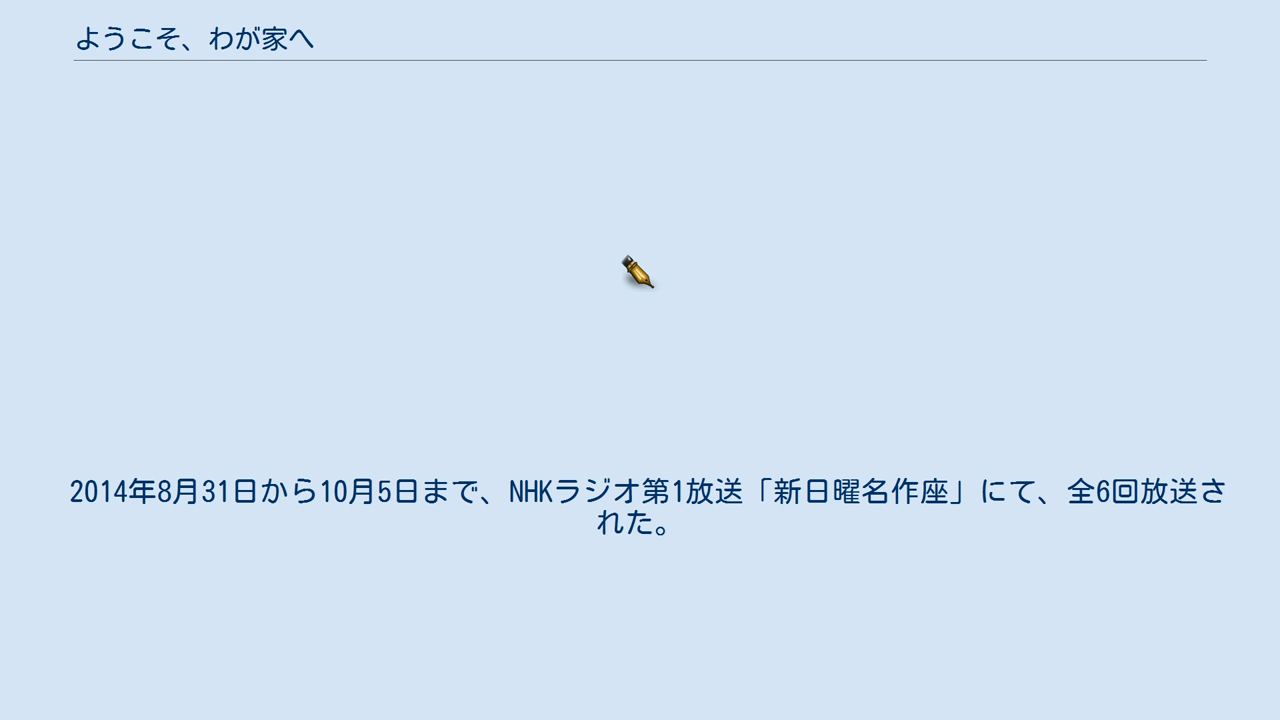 ようこそ、わが家へ
2014年8月31日から10月5日まで、NHKラジオ第1放送「新日曜名作座」にて、全6回放送さ
れた。